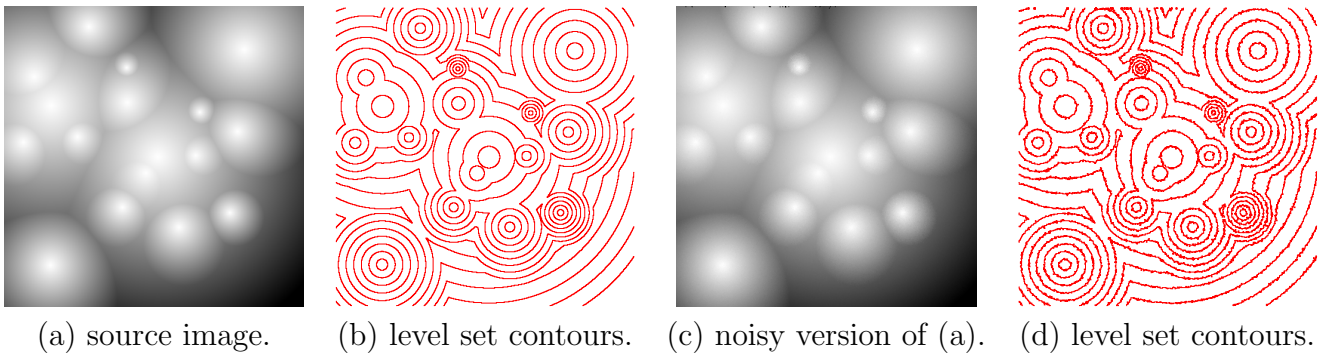 (a) source image. (b) level set contours. (c) noisy version of (a). (d) level set contours.